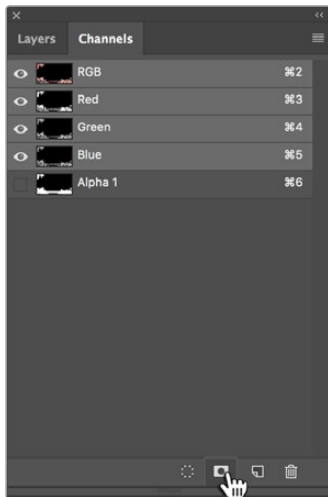 Layers Channels
RGB ⌘2
Red ⌘3
Green ⌘4
Blue ⌘5
Alpha 1 ⌘6